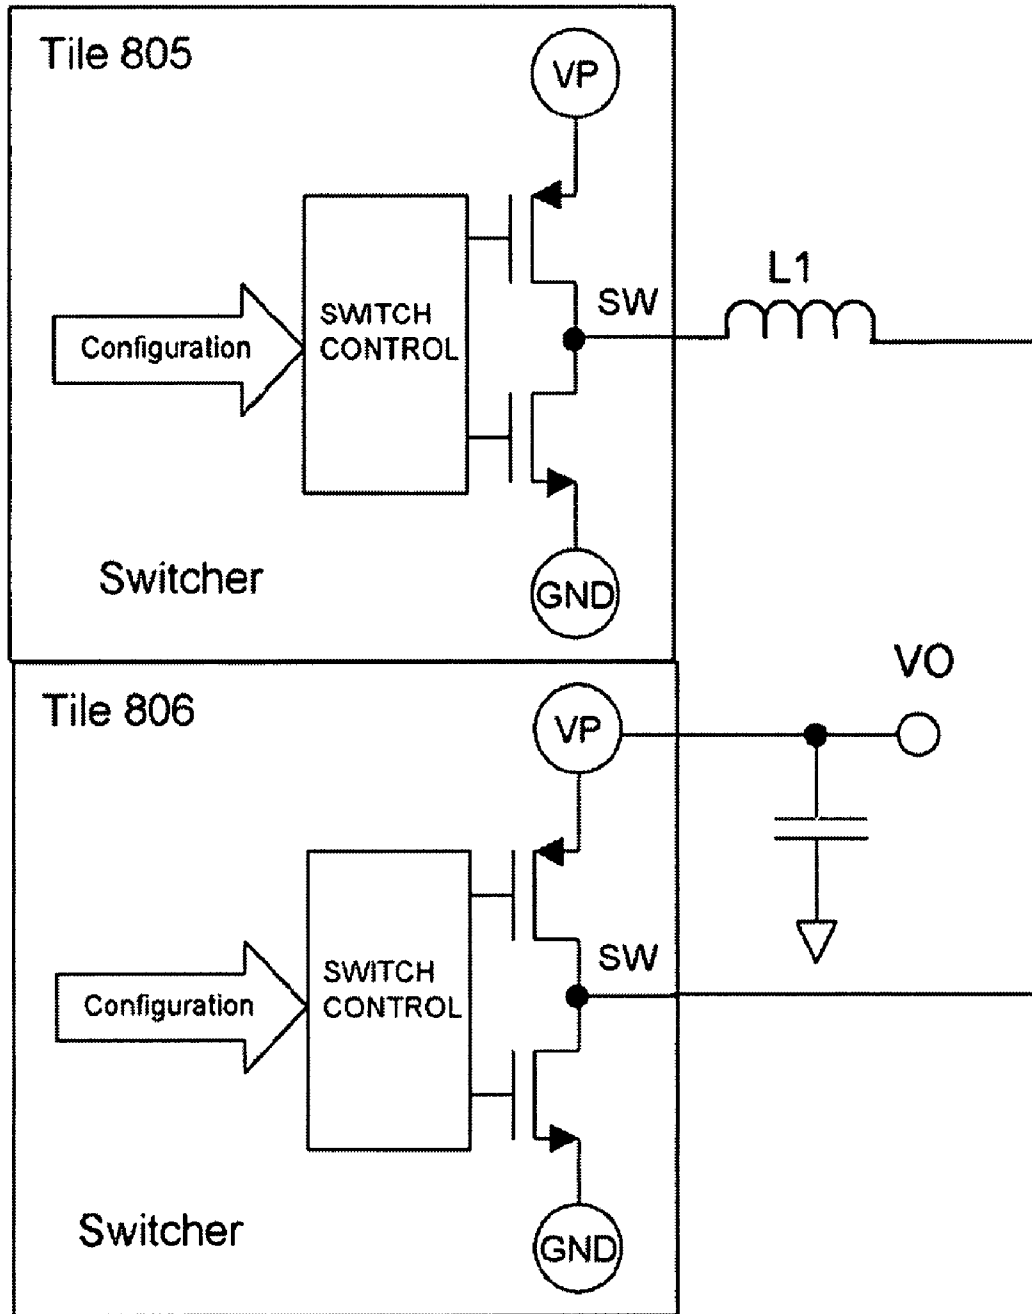 Tile 805
VP
L1
SW
SWITCH
CONTROL
Configuration
Switcher
GND
VO
Tile 806
VP
SW
SWITCH
CONTROL
Configuration
Switcher
GND